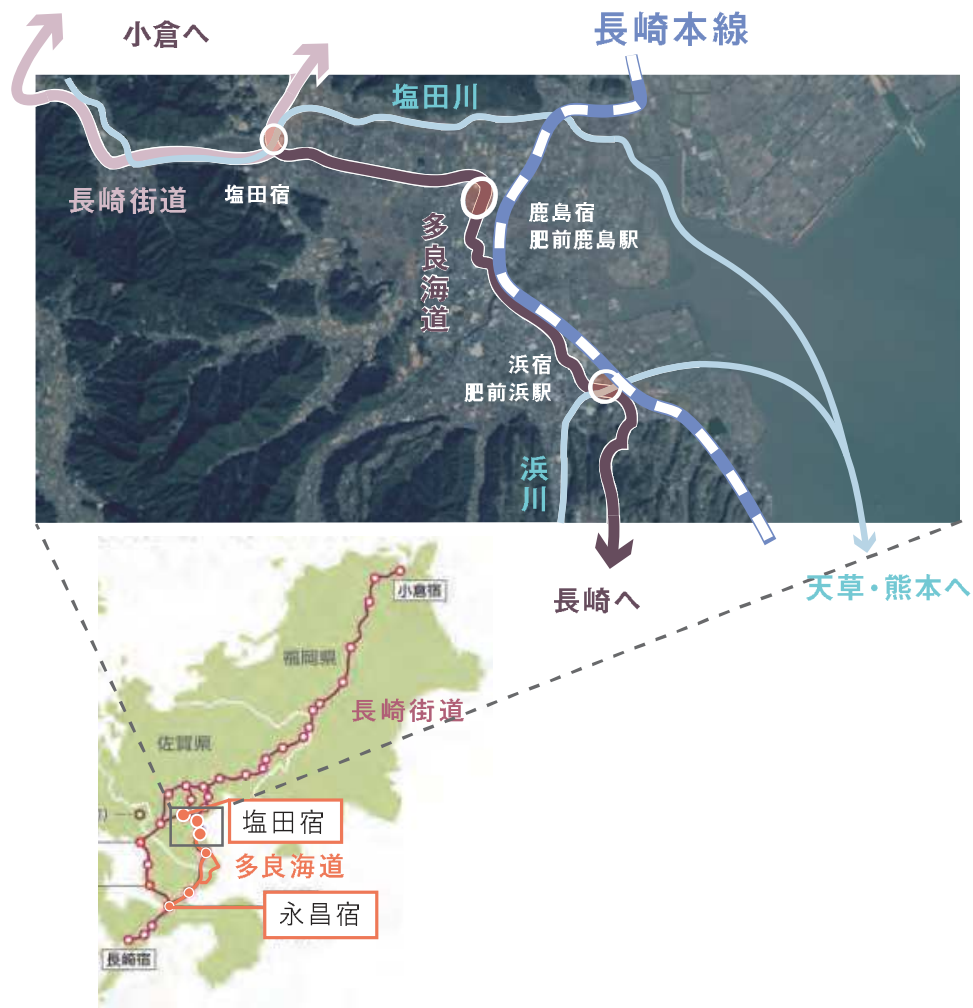 小倉へ
長崎本線
塩田川
長崎街道
塩田宿
多良海道
鹿島宿
肥前鹿島駅
浜宿
肥前浜駅
浜川
長崎へ
天草・熊本へ
小倉宿
福岡県
長崎街道
佐賀県
塩田宿
多良海道
永昌宿
長崎宿